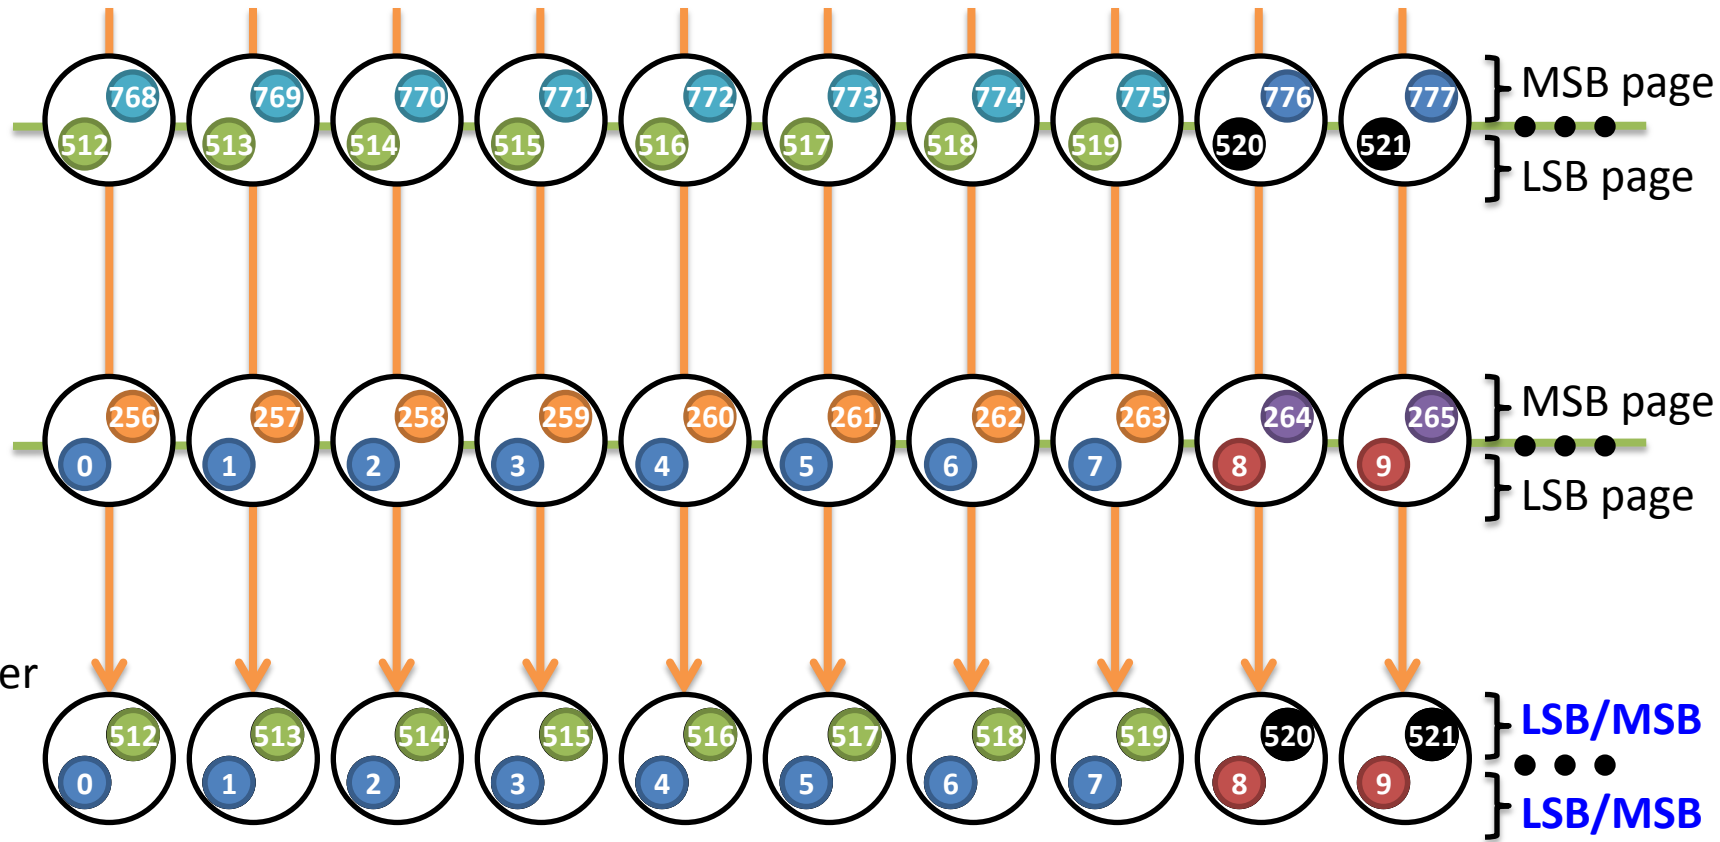 768 769 770 771 772 773 774 775 776 777 MSB page
512 513 514 515 516 517 518 519 520 521 LSB page
256 257 258 259 260 261 262 263 264 265 MSB page
0 1 2 3 4 5 6 7 8 9 LSB page
er
512 513 514 515 516 517 518 519 520 521 LSB/MSB
0 1 2 3 4 5 6 7 8 9 LSB/MSB